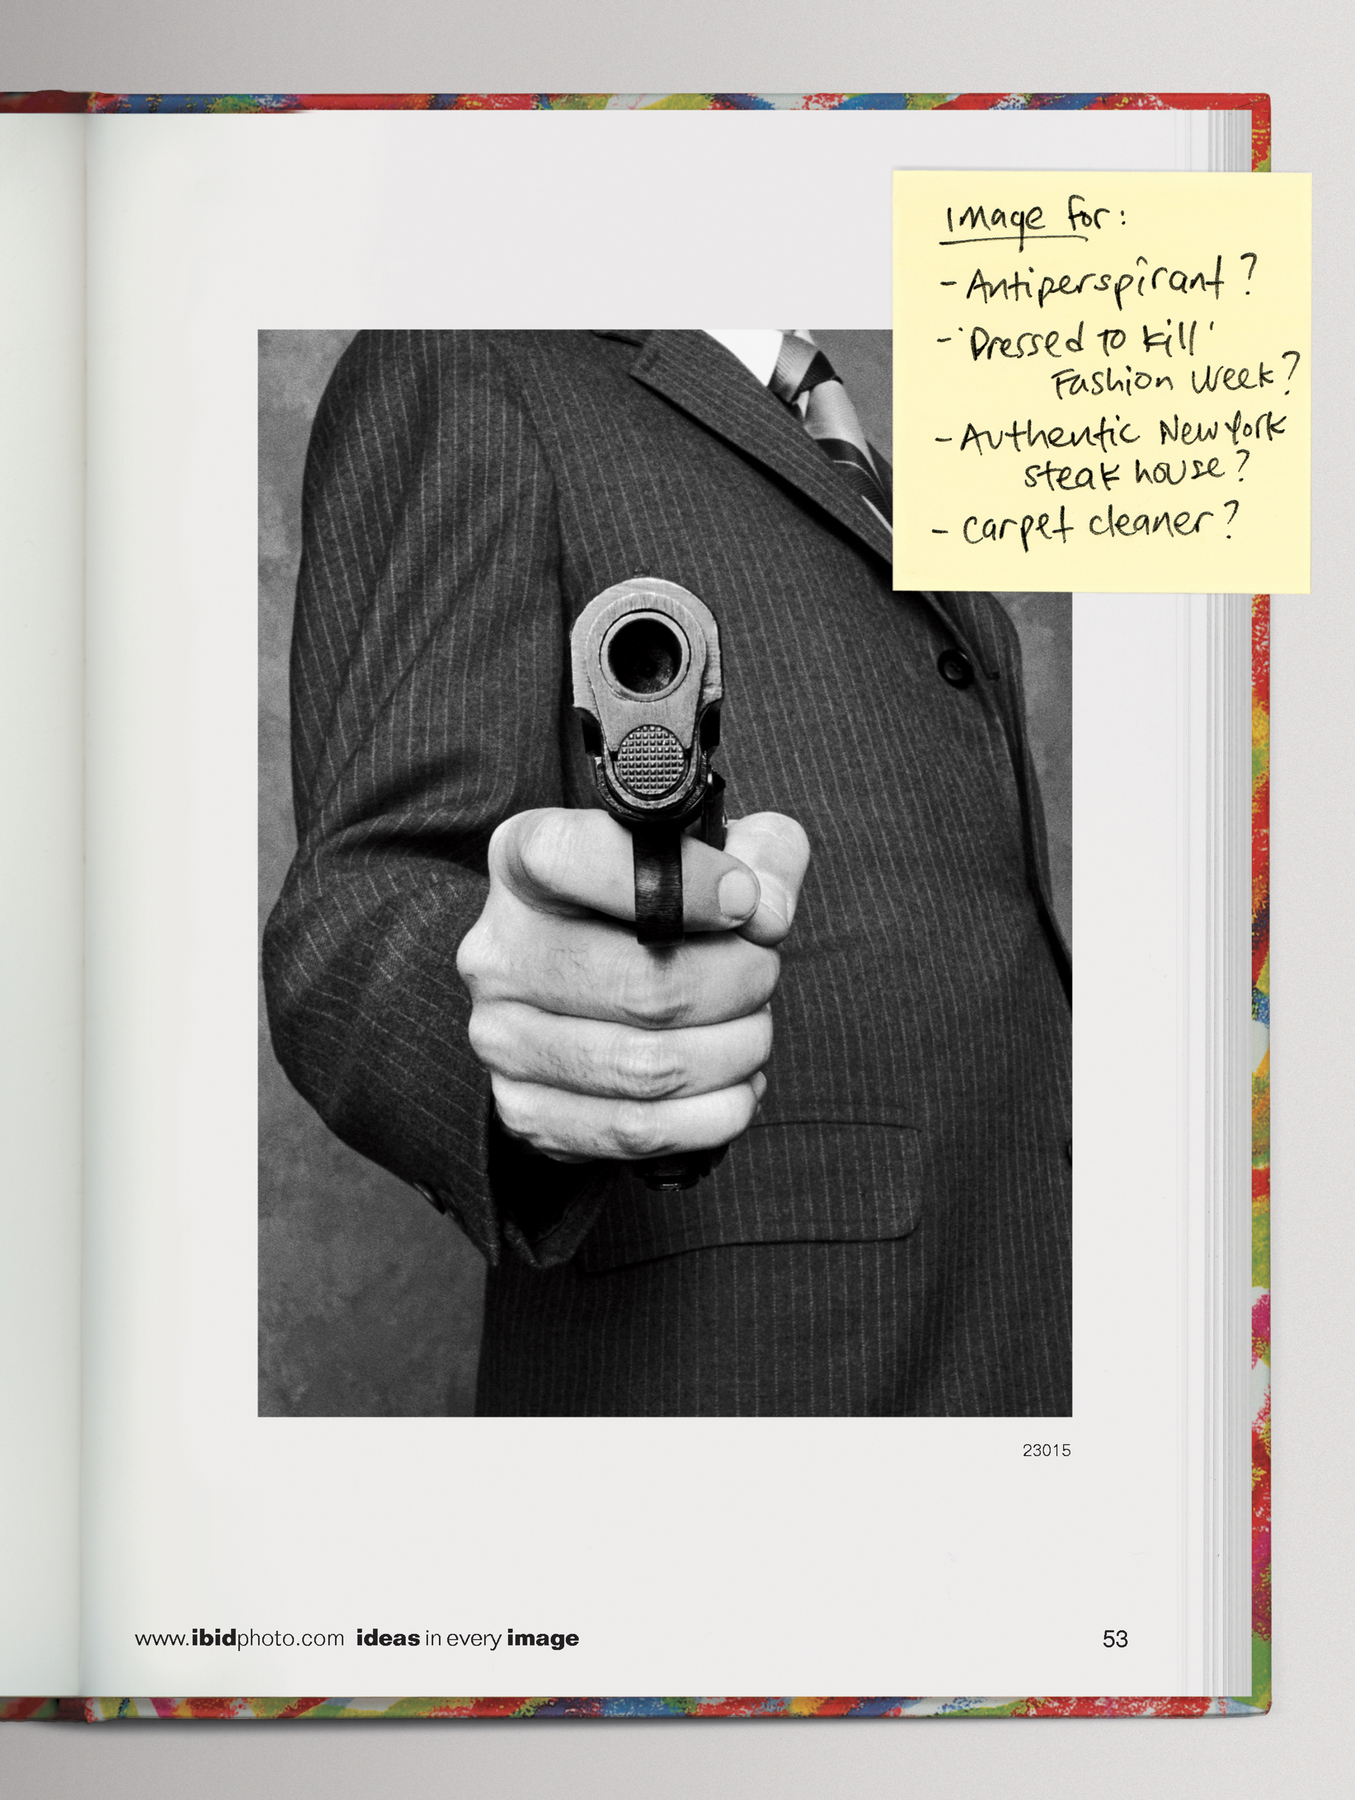 Image for:
- Antiperspirant?
- 'Dressed to kill'
Fashion Week?
- Authentic New York
steak house?
- carpet cleaner?
23015
www.ibidphoto.com ideas in every image
53